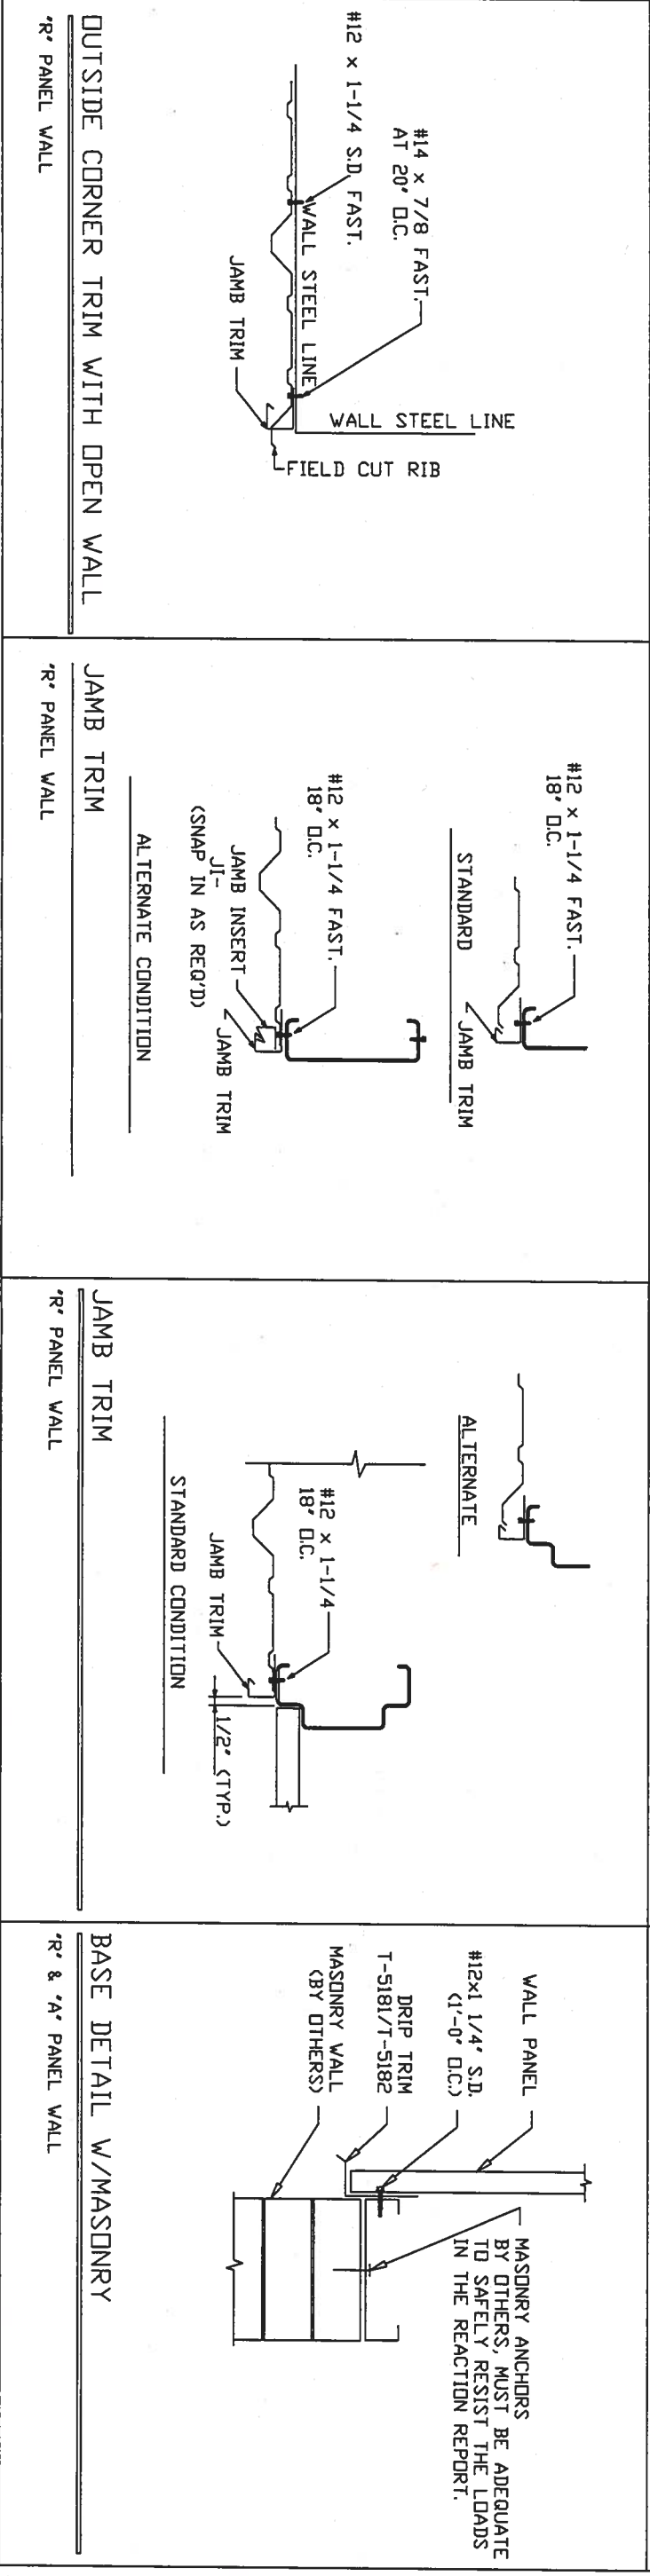 #14 x 7/8 FAST.
AT 20" O.C.
#12 x 1-1/4 S.D. FAST.
WALL STEEL LINE
WALL STEEL LINE
JAMB TRIM
FIELD CUT RIB
OUTSIDE CORNER TRIM WITH OPEN WALL
"R" PANEL WALL
#12 x 1-1/4 FAST.
18" O.C.
JAMB TRIM
STANDARD
#12 x 1-1/4 FAST.
18" O.C.
JAMB TRIM
JAMB INSERT
JI-
(SNAP IN AS REQ'D)
ALTERNATE CONDITION
JAMB TRIM
"R" PANEL WALL
ALTERNATE
#12 x 1-1/4
18" O.C.
JAMB TRIM
1/2" (TYP.)
STANDARD CONDITION
JAMB TRIM
"R" PANEL WALL
WALL PANEL
#12x1 1/4" S.D.
(1'-0" O.C.)
DRIP TRIM
T-5181/T-5182
MASONRY WALL
(BY OTHERS)
MASONRY ANCHORS
BY OTHERS, MUST BE ADEQUATE
TO SAFELY RESIST THE LOADS
IN THE REACTION REPORT.
BASE DETAIL W/MASONRY
"R" & "A" PANEL WALL